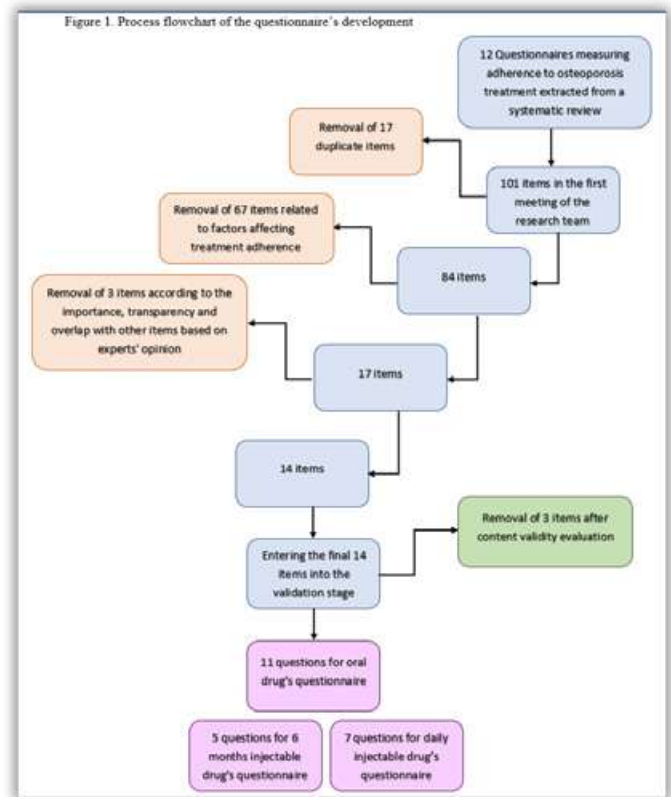 Figure 1. Process flowchart of the questionnaire's development
12 Questionnaires measuring
adherence to osteoporosis
treatment extracted from a
systematic review
Removal of 17
duplicate items
101 items in the first
meeting of the
research team
Removal of 67 items related
to factors affecting
treatment adherence
84 items
Removal of 3 items according to the
importance, transparency and
overlap with other items based on
experts' opinion
17 items
14 items
Removal of 3 items after
content validity evaluation
Entering the final 14
items into the
validation stage
11 questions for oral
drug's questionnaire
5 questions for 6
months injectable
drug's questionnaire
7 questions for daily
injectable drug's
questionnaire